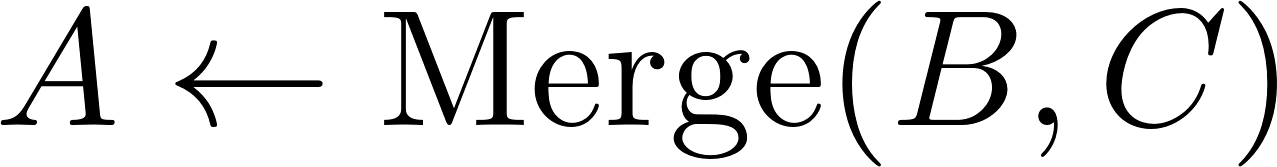 A ⟵ Merge(B, C)